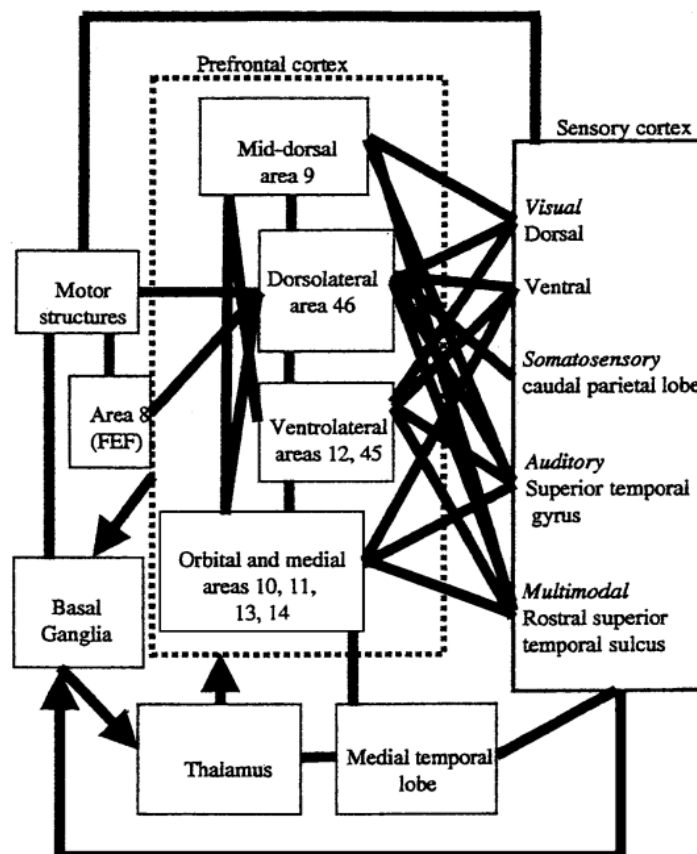 Prefrontal cortex
Sensory cortex
Mid-dorsal
area 9
Visual
Dorsal
Dorsolateral
area 46
Motor
structures
Ventral
Somatosensory
caudal parietal lobe
Area 8
(FEF)
Ventrolateral
areas 12, 45
Auditory
Superior temporal
gyrus
Orbital and medial
areas 10, 11,
13, 14
Basal
Ganglia
Multimodal
Rostral superior
temporal sulcus
Thalamus
Medial temporal
lobe